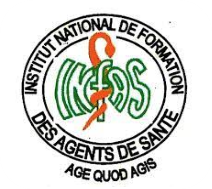 INSTITUT NATIONAL DE FORMATION
INFAS
DES AGENTS DE SANTE
AGE QUOD AGIS